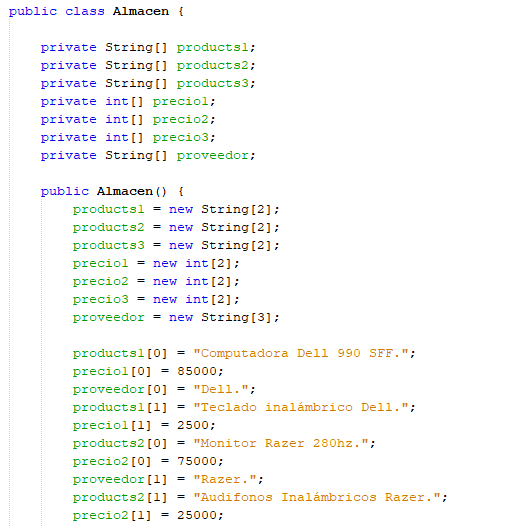 public class Almacen {
private String[] products1;
private String[] products2;
private String[] products3;
private int[] precio1;
private int[] precio2;
private int[] precio3;
private String[] proveedor;
public Almacen() {
products1 = new String[2];
products2 = new String[2];
products3 = new String[2];
precio1 = new int[2];
precio2 = new int[2];
precio3 = new int[2];
proveedor = new String[3];
products1[0] = "Computadora Dell 990 SFF.";
precio1[0] = 85000;
proveedor[0] = "Dell.";
products1[1] = "Teclado inalámbrico Dell.";
precio1[1] = 2500;
products2[0] = "Monitor Razer 280hz.";
precio2[0] = 75000;
proveedor[1] = "Razer.";
products2[1] = "Audifonos Inalámbricos Razer.";
precio2[1] = 25000;